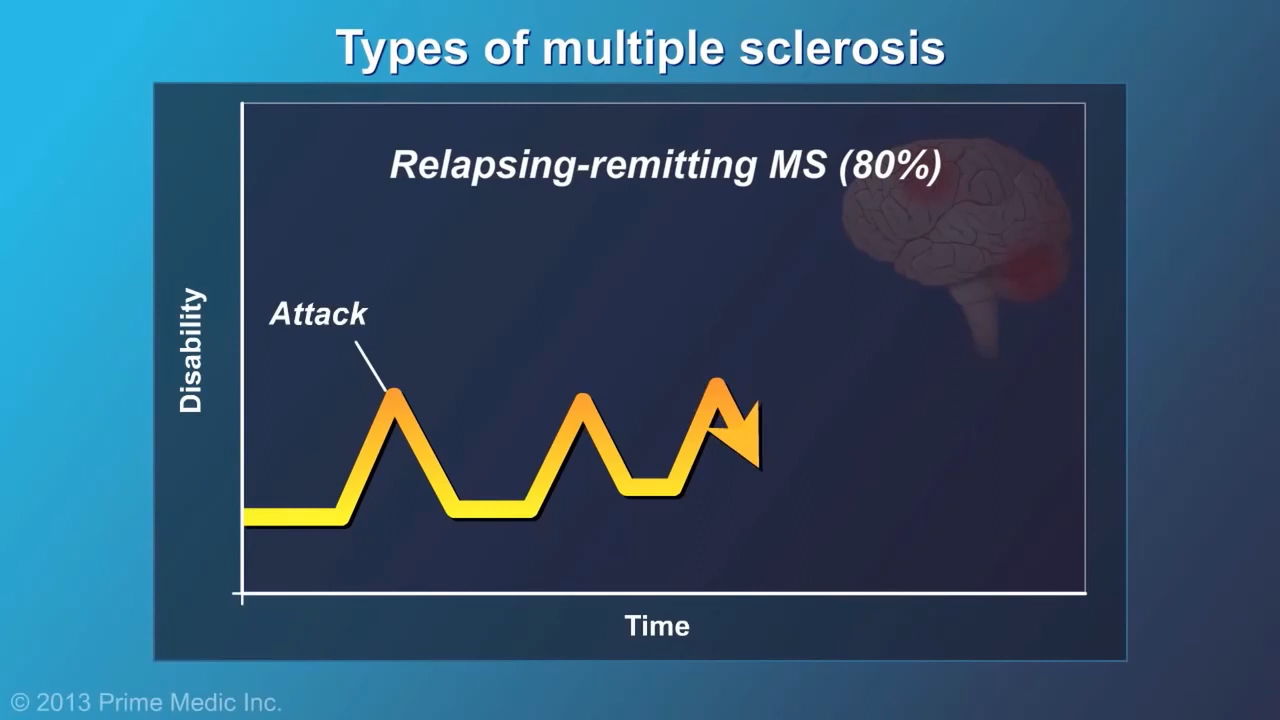 Types of multiple sclerosis
Relapsing-remitting MS (80%)
Attack
Disability
Time
© 2013 Prime Medic Inc.